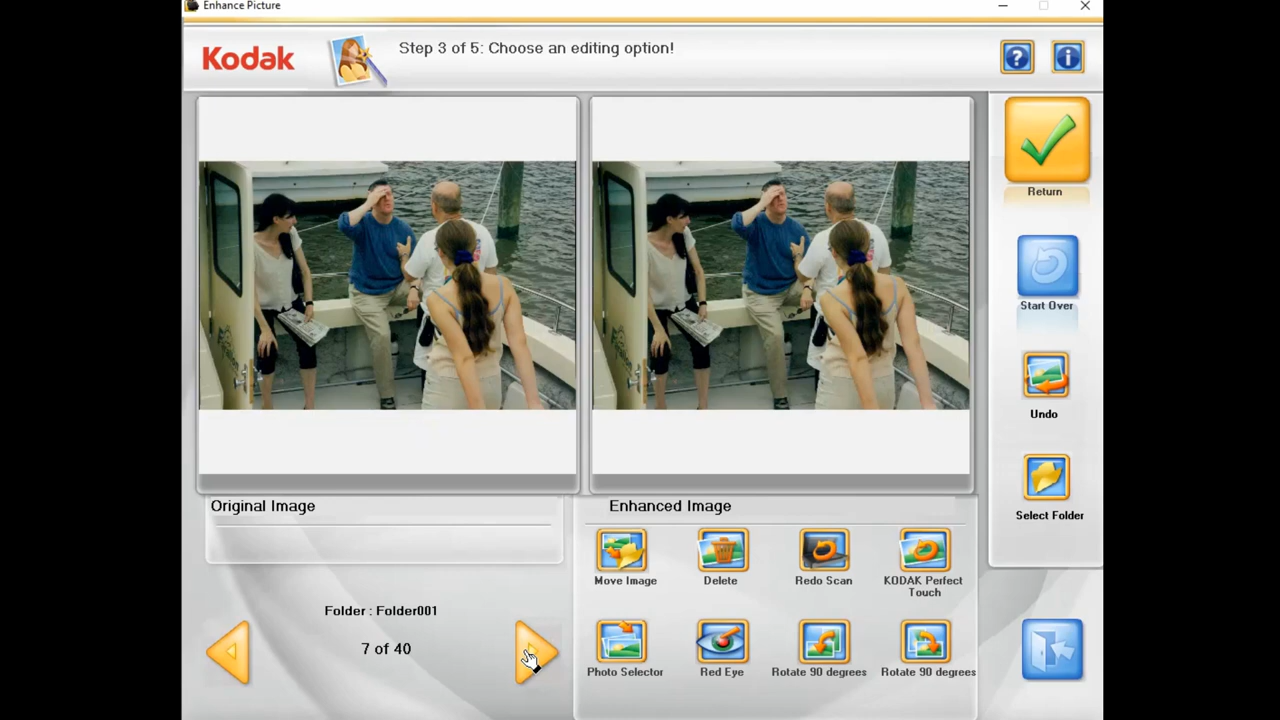 Enhance Picture
Kodak
Step 3 of 5: Choose an editing option!
?
i
Return
Start Over
Undo
Select Folder
Original Image
Enhanced Image
Move Image
Delete
Redo Scan
KODAK Perfect
Touch
Folder : Folder001
7 of 40
Photo Selector
Red Eye
Rotate 90 degrees
Rotate 90 degrees